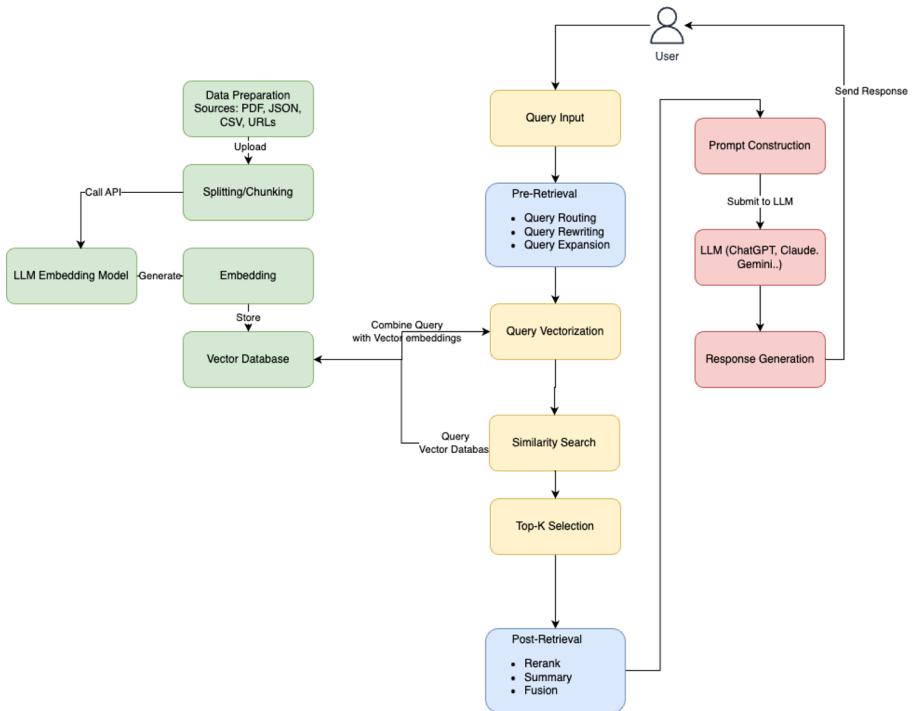 User
Send Response
Data Preparation
Sources: PDF, JSON,
CSV, URLs
Upload
Splitting/Chunking
Call API
LLM Embedding Model
Generate
Embedding
Store
Vector Database
Combine Query
with Vector embeddings
Query
Vector Databas
Query Input
Pre-Retrieval
• Query Routing
• Query Rewriting
• Query Expansion
Query Vectorization
Similarity Search
Top-K Selection
Post-Retrieval
• Rerank
• Summary
• Fusion
Prompt Construction
Submit to LLM
LLM (ChatGPT, Claude.
Gemini..)
Response Generation